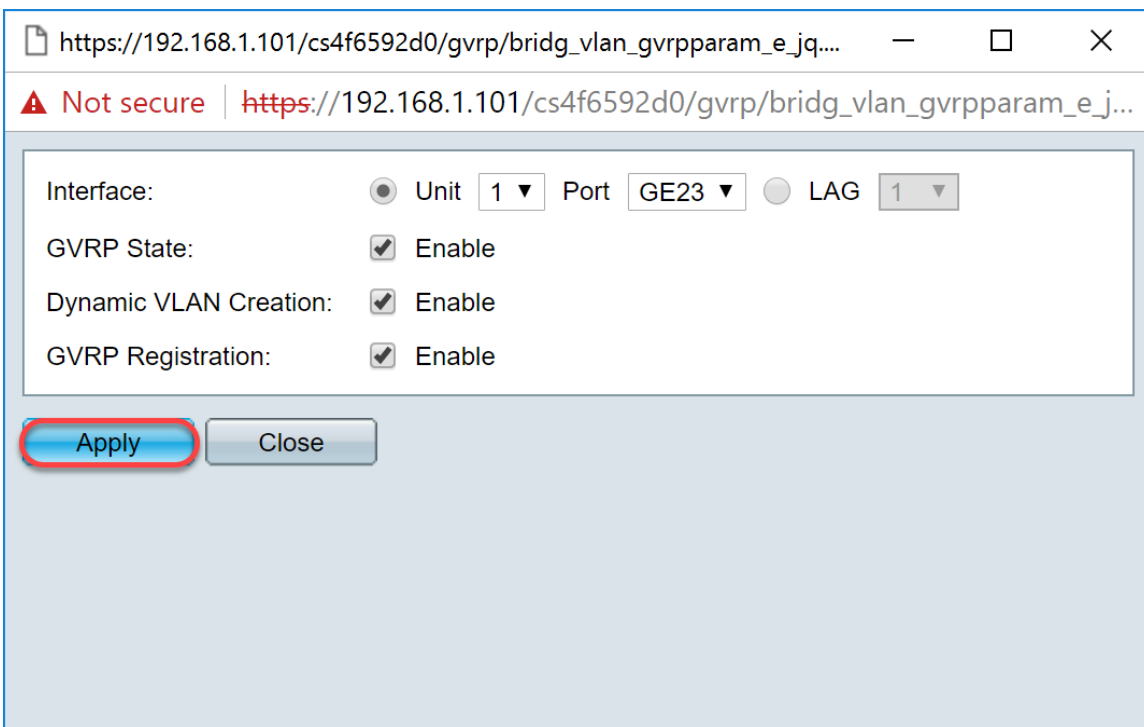 https://192.168.1.101/cs4f6592d0/gvrp/bridg_vlan_gvrpparam_e_jq....
Not secure https://192.168.1.101/cs4f6592d0/gvrp/bridg_vlan_gvrpparam_e_j...
Interface: Unit 1 Port GE23 LAG 1
GVRP State: Enable
Dynamic VLAN Creation: Enable
GVRP Registration: Enable
Apply Close